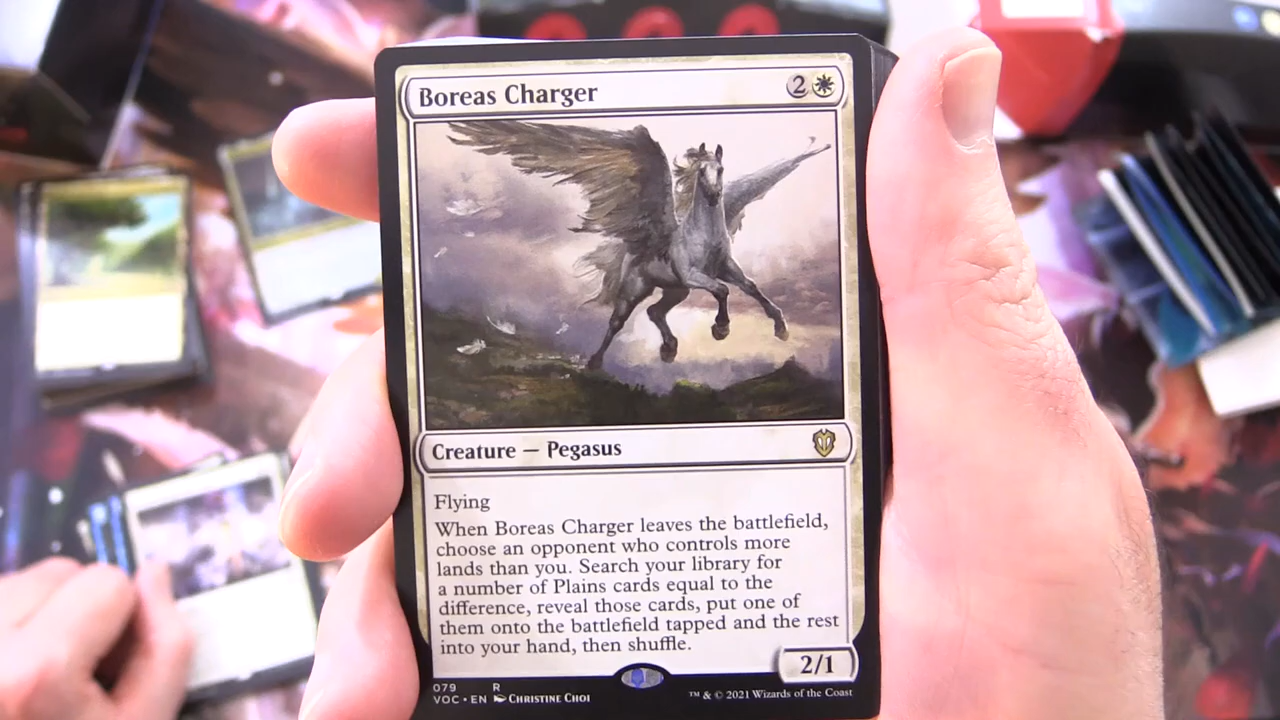 Boreas Charger 2
Creature — Pegasus
Flying
When Boreas Charger leaves the battlefield,
choose an opponent who controls more
lands than you. Search your library for
a number of Plains cards equal to the
difference, reveal those cards, put one of
them onto the battlefield tapped and the rest
into your hand, then shuffle.
2/1
079 R
VOC • EN Christine Choi ™ & © 2021 Wizards of the Coast